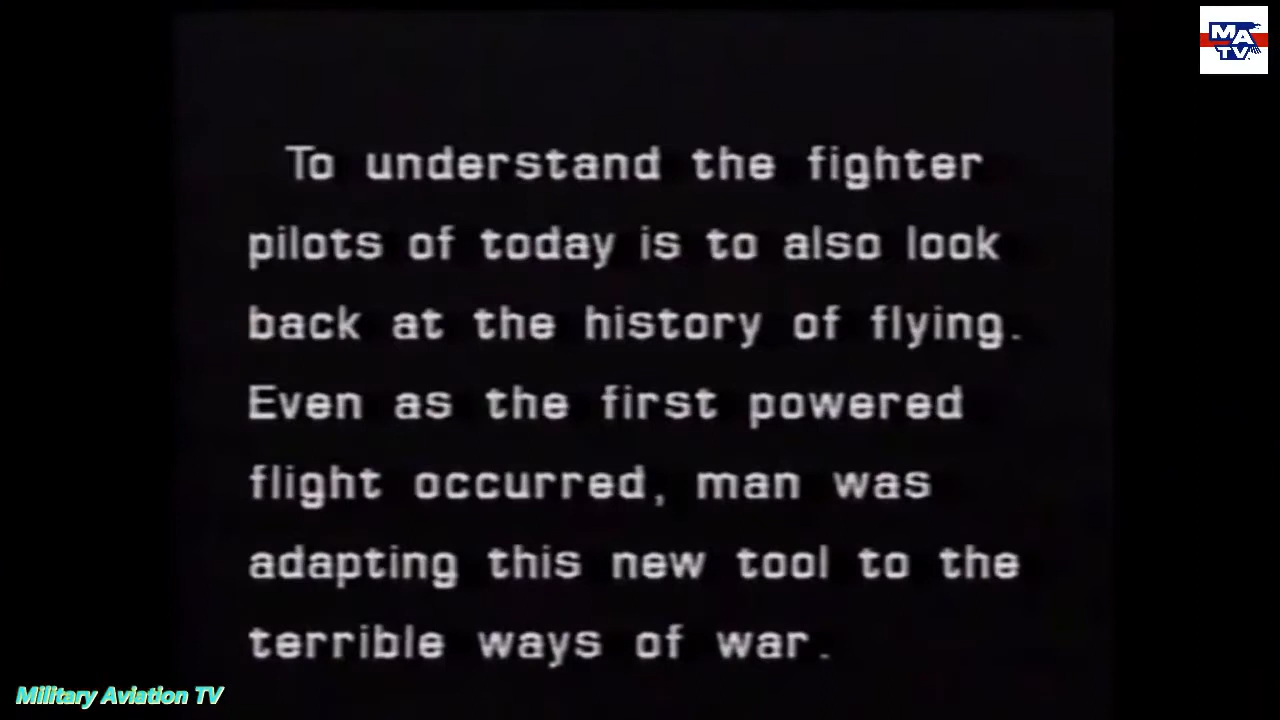 MA
TV
To understand the fighter
pilots of today is to also look
back at the history of flying.
Even as the first powered
flight occurred, man was
adapting this new tool to the
terrible ways of war.
Military Aviation TV